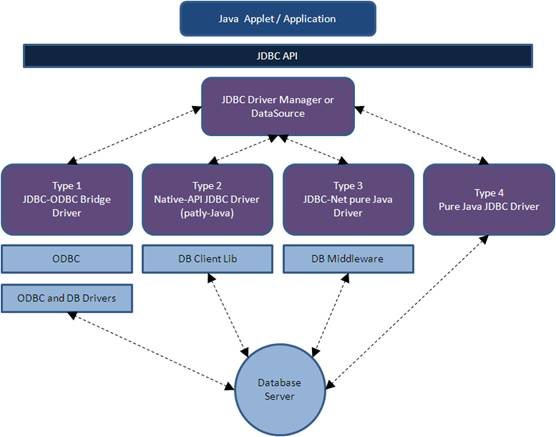 Java Applet / Application
JDBC API
JDBC Driver Manager or
DataSource
Type 1
JDBC-ODBC Bridge
Driver
Type 2
Native-API JDBC Driver
(patly-Java)
Type 3
JDBC-Net pure Java
Driver
Type 4
Pure Java JDBC Driver
ODBC
DB Client Lib
DB Middleware
ODBC and DB Drivers
Database
Server